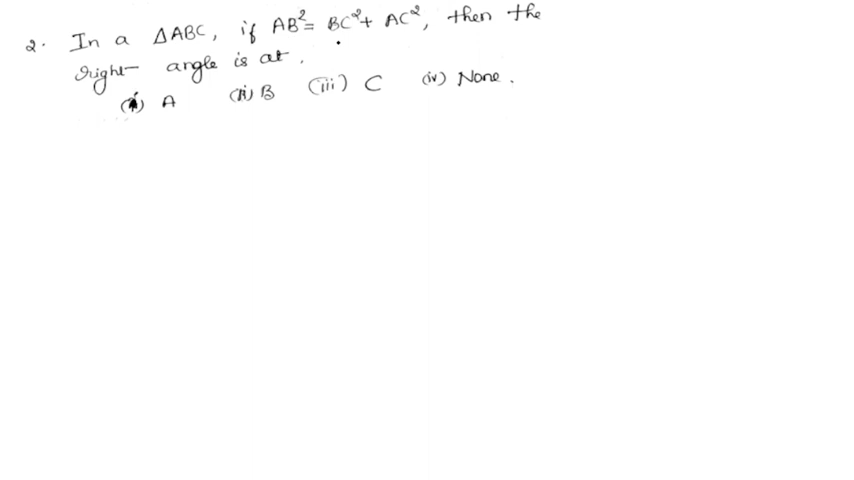 2. In a ΔABC, if AB²= BC²+ AC², then the
right angle is at.
(i) A (ii) B (iii) C (iv) None.